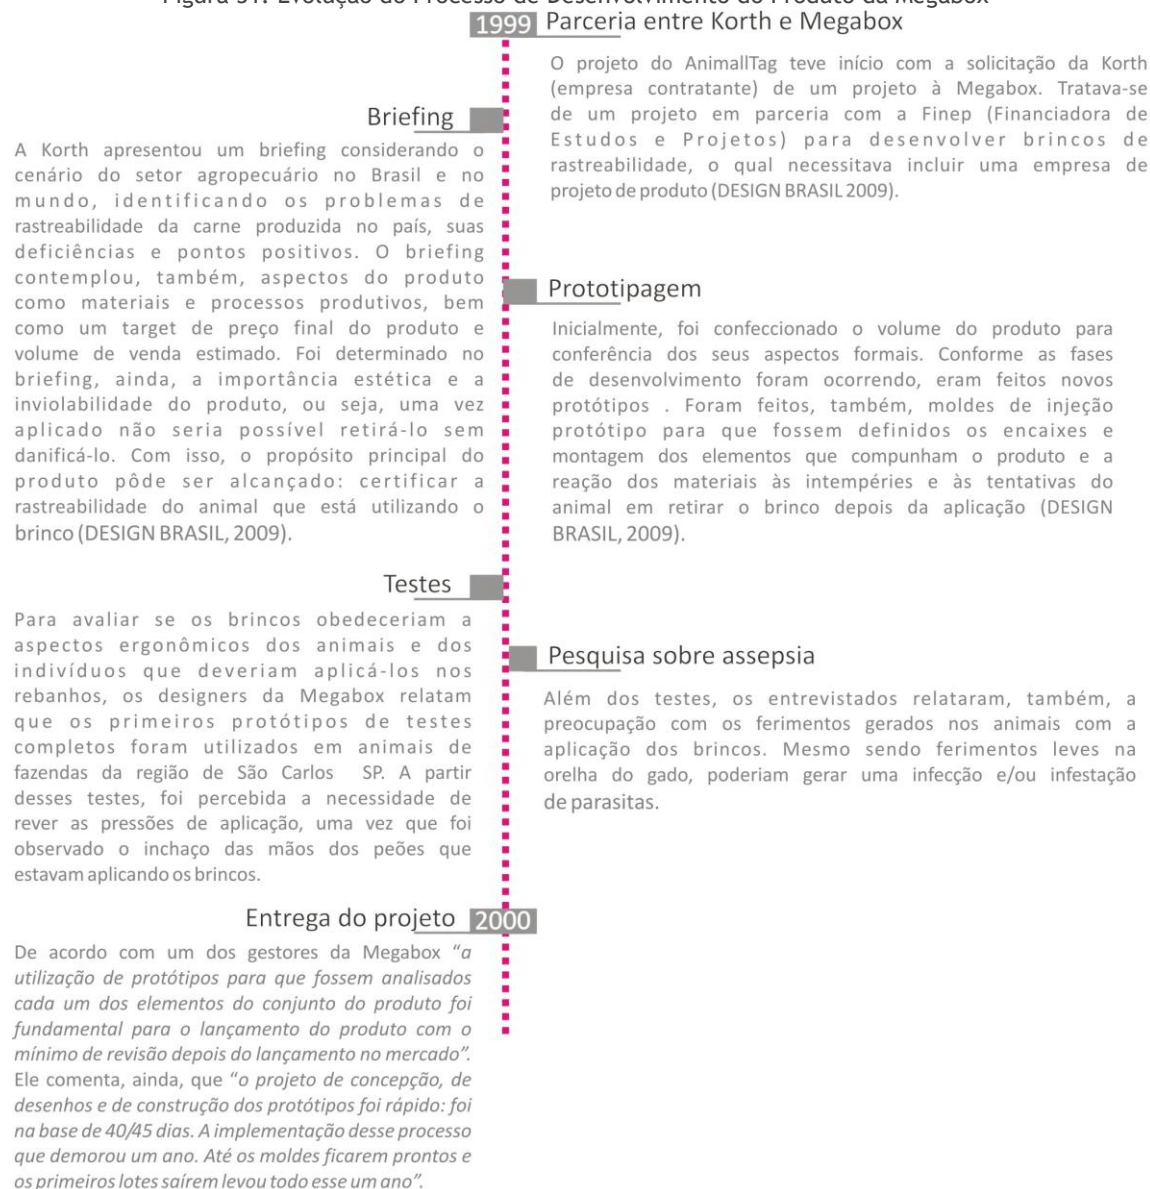 Figura 31: Evolução do Processo de Desenvolvimento do Produto da Megabox
1999 Parceria entre Korth e Megabox
O projeto do AnimallTag teve início com a solicitação da Korth
(empresa contratante) de um projeto à Megabox. Tratava-se
de um projeto em parceria com a Finep (Financiadora de
Estudos e Projetos) para desenvolver brincos de
rastreabilidade, o qual necessitava incluir uma empresa de
projeto de produto (DESIGN BRASIL 2009).
Briefing
A Korth apresentou um briefing considerando o
cenário do setor agropecuário no Brasil e no
mundo, identificando os problemas de
rastreabilidade da carne produzida no país, suas
deficiências e pontos positivos. O briefing
contemplou, também, aspectos do produto
como materiais e processos produtivos, bem
como um target de preço final do produto e
volume de venda estimado. Foi determinado no
briefing, ainda, a importância estética e a
inviolabilidade do produto, ou seja, uma vez
aplicado não seria possível retirá-lo sem
danificá-lo. Com isso, o propósito principal do
produto pôde ser alcançado: certificar a
rastreabilidade do animal que está utilizando o
brinco (DESIGN BRASIL, 2009).
Prototipagem
Inicialmente, foi confeccionado o volume do produto para
conferência dos seus aspectos formais. Conforme as fases
de desenvolvimento foram ocorrendo, eram feitos novos
protótipos . Foram feitos, também, moldes de injeção
protótipo para que fossem definidos os encaixes e
montagem dos elementos que compunham o produto e a
reação dos materiais às intempéries e às tentativas do
animal em retirar o brinco depois da aplicação (DESIGN
BRASIL, 2009).
Testes
Para avaliar se os brincos obedeceriam a
aspectos ergonômicos dos animais e dos
indivíduos que deveriam aplicá-los nos
rebanhos, os designers da Megabox relatam
que os primeiros protótipos de testes
completos foram utilizados em animais de
fazendas da região de São Carlos SP. A partir
desses testes, foi percebida a necessidade de
rever as pressões de aplicação, uma vez que foi
observado o inchaço das mãos dos peões que
estavam aplicando os brincos.
Pesquisa sobre assepsia
Além dos testes, os entrevistados relataram, também, a
preocupação com os ferimentos gerados nos animais com a
aplicação dos brincos. Mesmo sendo ferimentos leves na
orelha do gado, poderiam gerar uma infecção e/ou infestação
de parasitas.
Entrega do projeto 2000
De acordo com um dos gestores da Megabox “a
utilização de protótipos para que fossem analisados
cada um dos elementos do conjunto do produto foi
fundamental para o lançamento do produto com o
mínimo de revisão depois do lançamento no mercado”.
Ele comenta, ainda, que “o projeto de concepção, de
desenhos e de construção dos protótipos foi rápido: foi
na base de 40/45 dias. A implementação desse processo
que demorou um ano. Até os moldes ficarem prontos e
os primeiros lotes saírem levou todo esse um ano”.